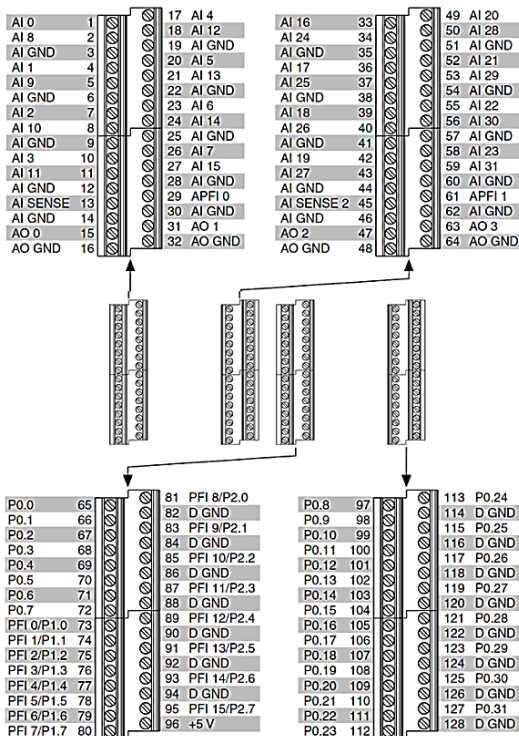 AI 0 1
AI 8 2
AI GND 3
AI 1 4
AI 9 5
AI GND 6
AI 2 7
AI 10 8
AI GND 9
AI 3 10
AI 11 11
AI GND 12
AI SENSE 13
AI GND 14
AO 0 15
AO GND 16
17 AI 4
18 AI 12
19 AI GND
20 AI 5
21 AI 13
22 AI GND
23 AI 6
24 AI 14
25 AI GND
26 AI 7
27 AI 15
28 AI GND
29 APFI 0
30 AI GND
31 AO 1
32 AO GND
AI 16 33
AI 24 34
AI GND 35
AI 17 36
AI 25 37
AI GND 38
AI 18 39
AI 26 40
AI GND 41
AI 19 42
AI 27 43
AI GND 44
AI SENSE 2 45
AI GND 46
AO 2 47
AO GND 48
49 AI 20
50 AI 28
51 AI GND
52 AI 21
53 AI 29
54 AI GND
55 AI 22
56 AI 30
57 AI GND
58 AI 23
59 AI 31
60 AI GND
61 APFI 1
62 AI GND
63 AO 3
64 AO GND
P0.0 65
P0.1 66
P0.2 67
P0.3 68
P0.4 69
P0.5 70
P0.6 71
P0.7 72
PFI 0/P1.0 73
PFI 1/P1.1 74
PFI 2/P1.2 75
PFI 3/P1.3 76
PFI 4/P1.4 77
PFI 5/P1.5 78
PFI 6/P1.6 79
PFI 7/P1.7 80
81 PFI 8/P2.0
82 D GND
83 PFI 9/P2.1
84 D GND
85 PFI 10/P2.2
86 D GND
87 PFI 11/P2.3
88 D GND
89 PFI 12/P2.4
90 D GND
91 PFI 13/P2.5
92 D GND
93 PFI 14/P2.6
94 D GND
95 PFI 15/P2.7
96 +5 V
P0.8 97
P0.9 98
P0.10 99
P0.11 100
P0.12 101
P0.13 102
P0.14 103
P0.15 104
P0.16 105
P0.17 106
P0.18 107
P0.19 108
P0.20 109
P0.21 110
P0.22 111
P0.23 112
113 P0.24
114 D GND
115 P0.25
116 D GND
117 P0.26
118 D GND
119 P0.27
120 D GND
121 P0.28
122 D GND
123 P0.29
124 D GND
125 P0.30
126 D GND
127 P0.31
128 D GND